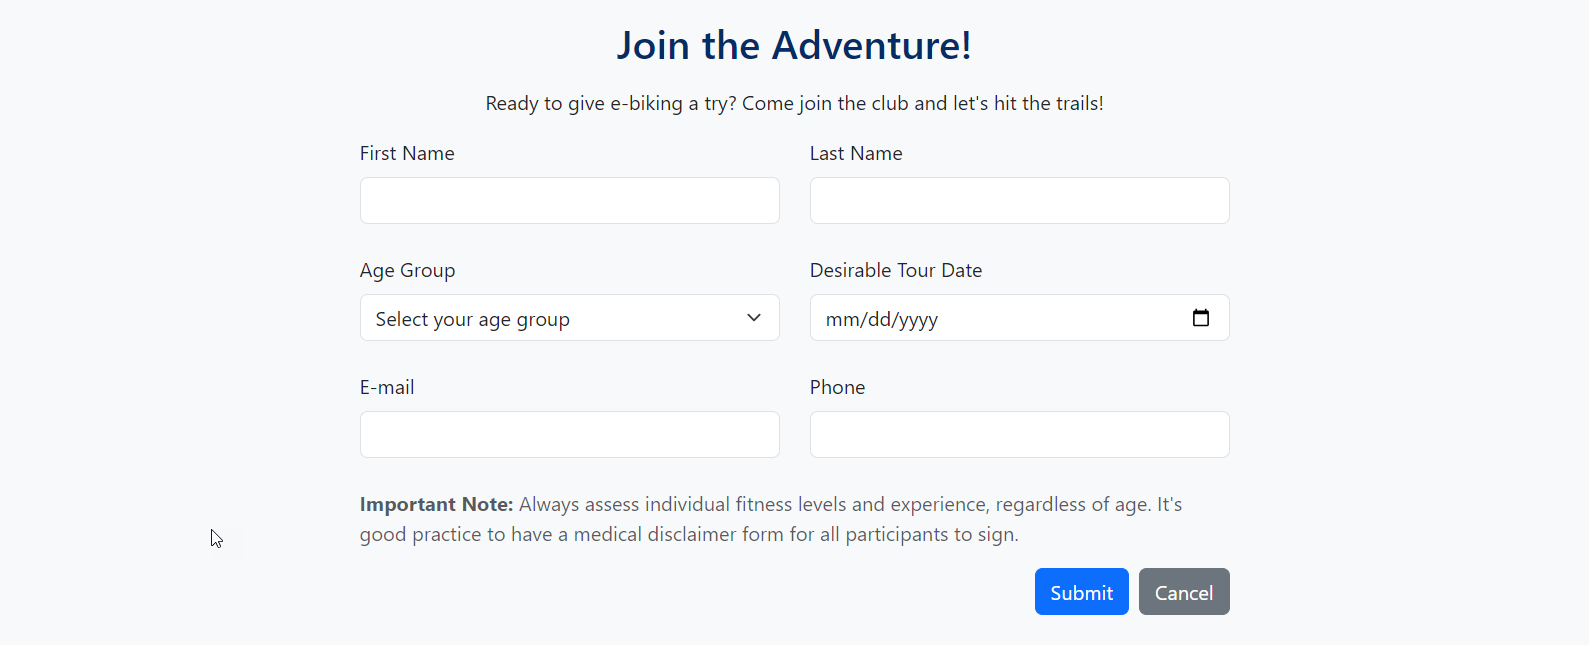 Join the Adventure!
Ready to give e-biking a try? Come join the club and let's hit the trails!
First Name
Last Name
Age Group
Desirable Tour Date
Select your age group
mm/dd/yyyy
E-mail
Phone
Important Note: Always assess individual fitness levels and experience, regardless of age. It's
good practice to have a medical disclaimer form for all participants to sign.
Submit
Cancel